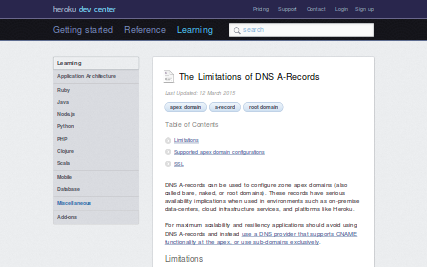 heroku dev center
Pricing Support Contact Login Sign up
Getting started Reference Learning search
Learning
Application Architecture
Ruby
Java
Node.js
Python
PHP
Clojure
Scala
Mobile
Database
Miscellaneous
Add-ons
The Limitations of DNS A-Records
Last Updated: 12 March 2015
apex domain a-record root domain
Table of Contents
Limitations
Supported apex domain configurations
SSL
DNS A-records can be used to configure zone apex domains (also
called bare, naked, or root domains). These records have serious
availability implications when used in environments such as on-premise
data-centers, cloud infrastructure services, and platforms like Heroku.
For maximum scalability and resiliency applications should avoid using
DNS A-records and instead use a DNS provider that supports CNAME
functionality at the apex, or use sub-domains exclusively.
Limitations